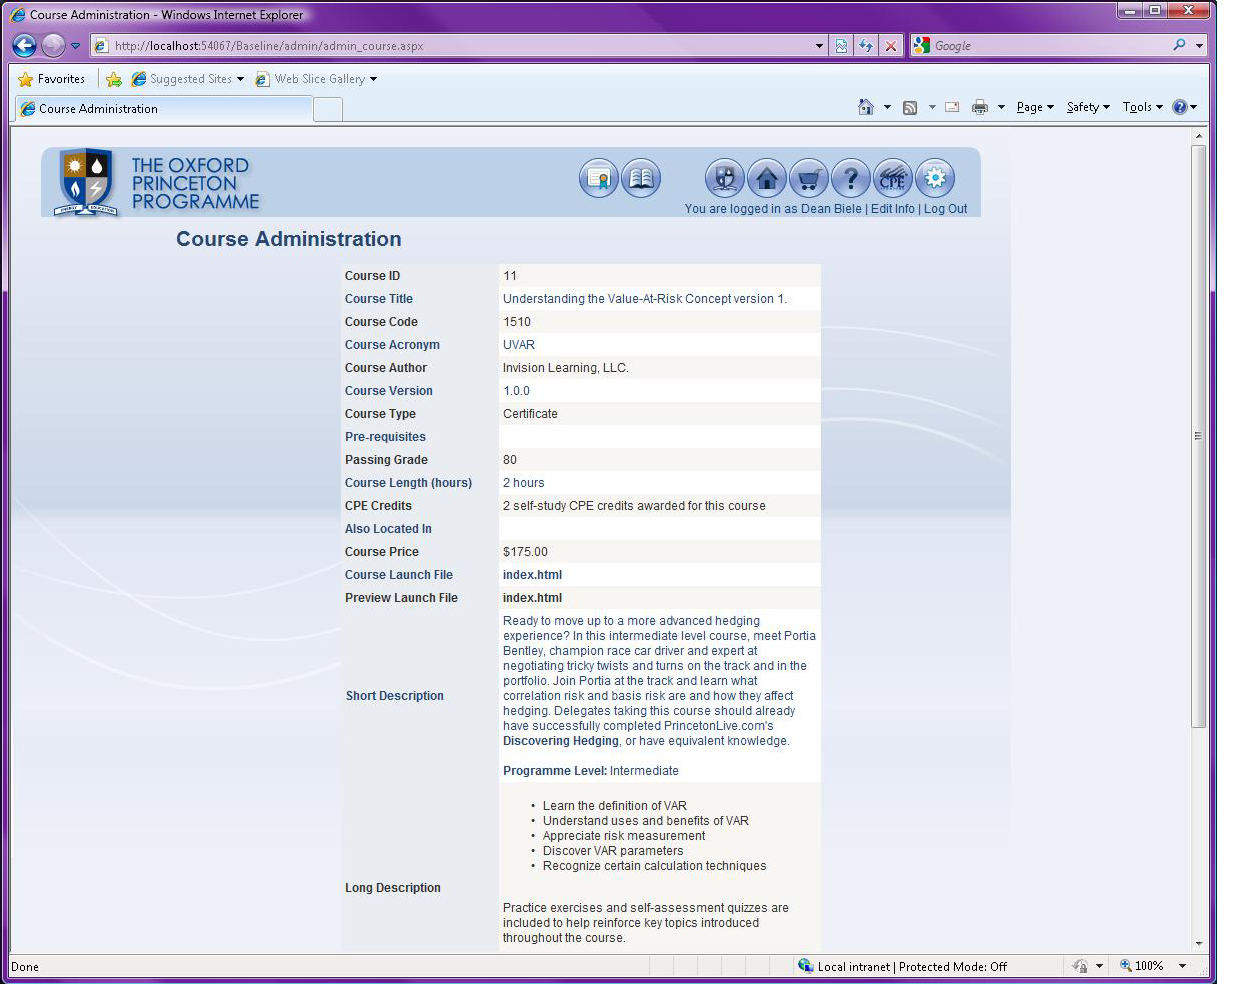 Course Administration - Windows Internet Explorer
http://localhost:54067/Baseline/admin/admin_course.aspx
Google
Favorites
Suggested Sites
Web Slice Gallery
Course Administration
Page
Safety
Tools
THE OXFORD
PRINCETON
PROGRAMME
ENERGY EDUCATION
?
CPE
You are logged in as Dean Biele | Edit Info | Log Out
Course Administration
Course ID 11
Course Title Understanding the Value-At-Risk Concept version 1.
Course Code 1510
Course Acronym UVAR
Course Author Invision Learning, LLC.
Course Version 1.0.0
Course Type Certificate
Pre-requisites
Passing Grade 80
Course Length (hours) 2 hours
CPE Credits 2 self-study CPE credits awarded for this course
Also Located In
Course Price $175.00
Course Launch File index.html
Preview Launch File index.html
Short Description
Ready to move up to a more advanced hedging
experience? In this intermediate level course, meet Portia
Bentley, champion race car driver and expert at
negotiating tricky twists and turns on the track and in the
portfolio. Join Portia at the track and learn what
correlation risk and basis risk are and how they affect
hedging. Delegates taking this course should already
have successfully completed PrincetonLive.com's
Discovering Hedging, or have equivalent knowledge.
Programme Level: Intermediate
Long Description
• Learn the definition of VAR
• Understand uses and benefits of VAR
• Appreciate risk measurement
• Discover VAR parameters
• Recognize certain calculation techniques
Practice exercises and self-assessment quizzes are
included to help reinforce key topics introduced
throughout the course.
Done
Local intranet | Protected Mode: Off
100%